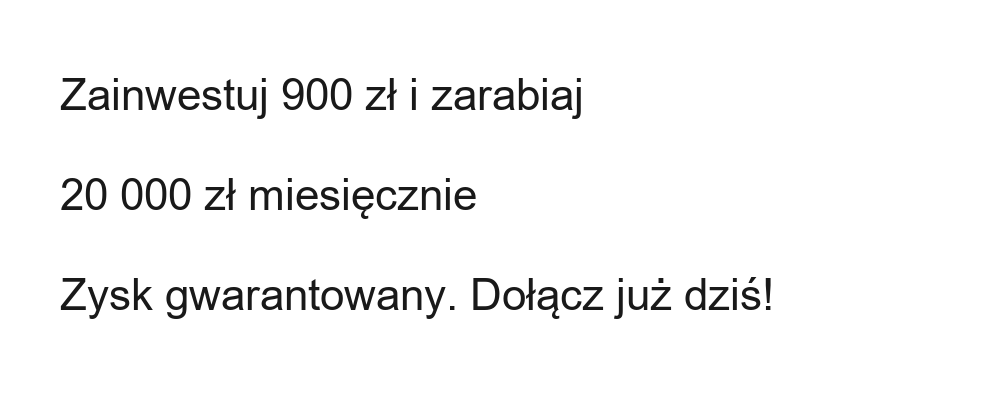 Zainwestuj 900 zł i zarabiaj
20 000 zł miesięcznie
Zysk gwarantowany. Dołącz już dziś!